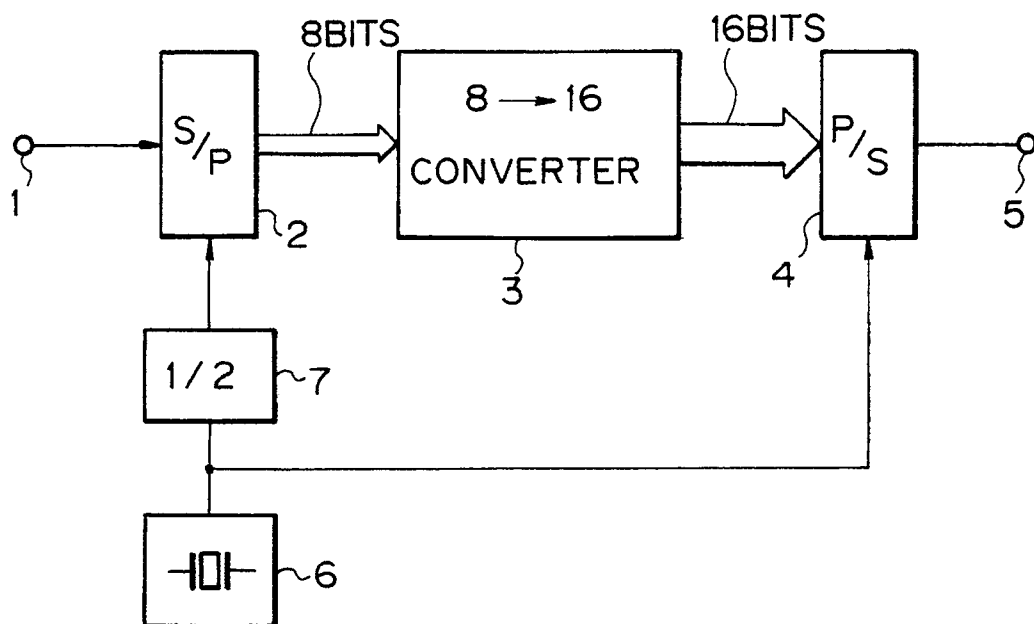 8BITS
16BITS
8 → 16
CONVERTER
S/P
P/S
1
2
3
4
5
1/2
7
6